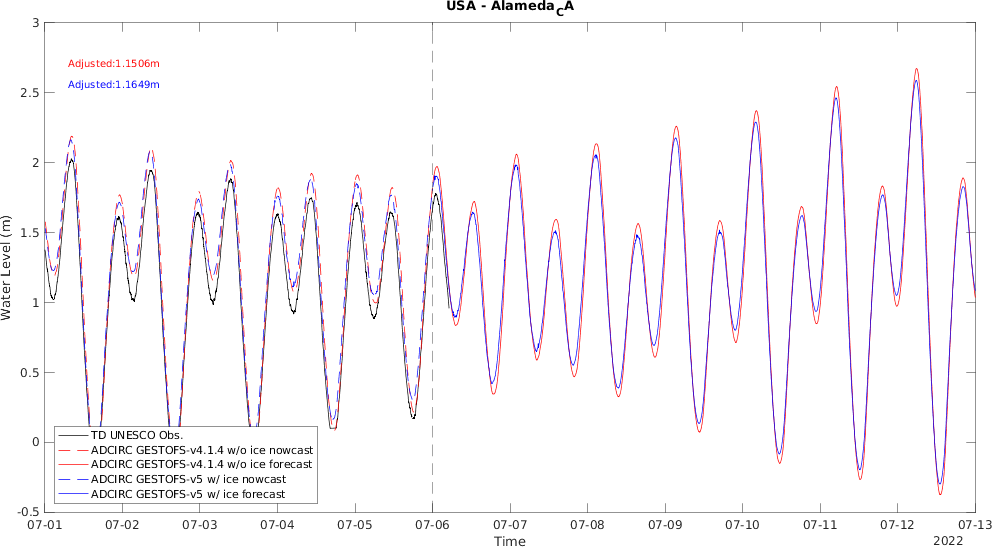 USA - Alameda_CA
3
2.5
2
1.5
1
0.5
0
-0.5
Water Level (m)
Adjusted:1.1506m
Adjusted:1.1649m
TD UNESCO Obs.
ADCIRC GESTOFS-v4.1.4 w/o ice nowcast
ADCIRC GESTOFS-v4.1.4 w/o ice forecast
ADCIRC GESTOFS-v5 w/ ice nowcast
ADCIRC GESTOFS-v5 w/ ice forecast
07-01 07-02 07-03 07-04 07-05 07-06 07-07 07-08 07-09 07-10 07-11 07-12 07-13
Time
2022